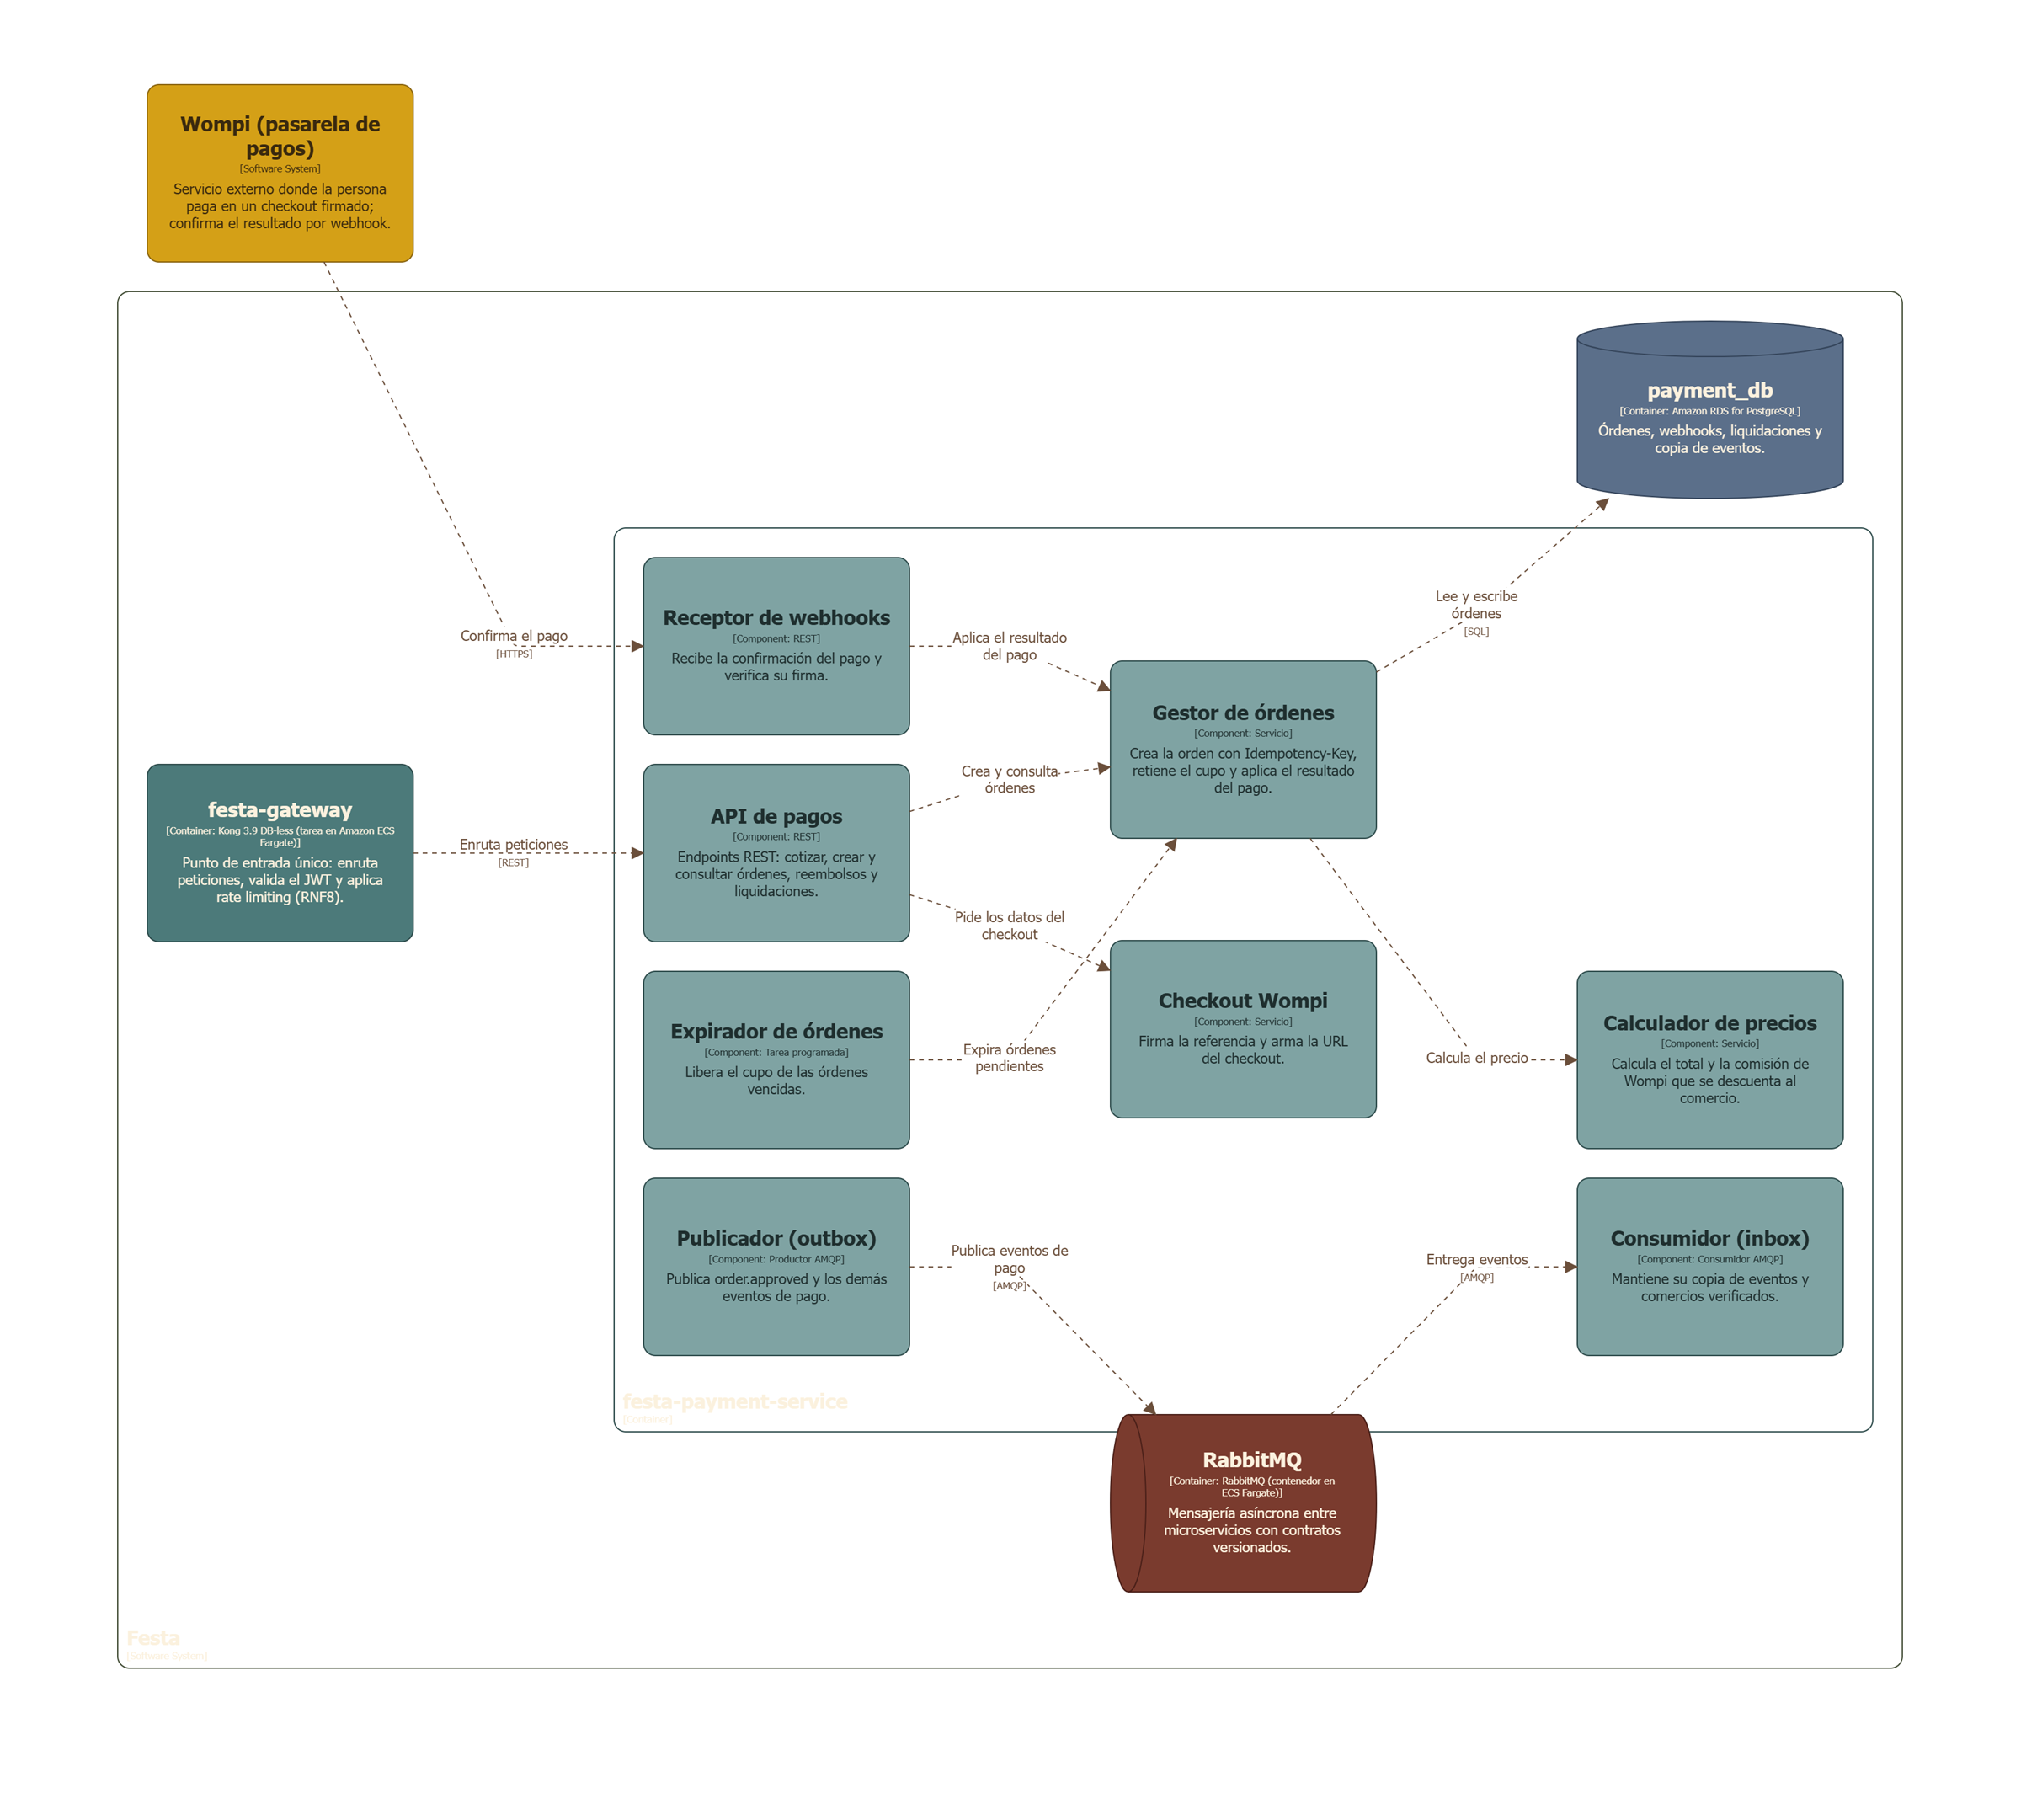 Wompi (pasarela de
pagos)
[Software System]
Servicio externo donde la persona
paga en un checkout firmado;
confirma el resultado por webhook.
payment_db
[Container: Amazon RDS for PostgreSQL]
Órdenes, webhooks, liquidaciones y
copia de eventos.
Confirma el pago
[HTTPS]
Receptor de webhooks
[Component: REST]
Recibe la confirmación del pago y
verifica su firma.
Aplica el resultado
del pago
Lee y escribe
órdenes
[SQL]
Gestor de órdenes
[Component: Servicio]
Crea la orden con Idempotency-Key,
retiene el cupo y aplica el resultado
del pago.
festa-gateway
[Container: Kong 3.9 DB-less (tarea en Amazon ECS
Fargate)]
Punto de entrada único: enruta
peticiones, valida el JWT y aplica
rate limiting (RNF8).
Enruta peticiones
[REST]
API de pagos
[Component: REST]
Endpoints REST: cotizar, crear y
consultar órdenes, reembolsos y
liquidaciones.
Crea y consulta
órdenes
Pide los datos del
checkout
Expirador de órdenes
[Component: Tarea programada]
Libera el cupo de las órdenes
vencidas.
Expira órdenes
pendientes
Checkout Wompi
[Component: Servicio]
Firma la referencia y arma la URL
del checkout.
Calcula el precio
Calculador de precios
[Component: Servicio]
Calcula el total y la comisión de
Wompi que se descuenta al
comercio.
Publicador (outbox)
[Component: Productor AMQP]
Publica order.approved y los demás
eventos de pago.
Publica eventos de
pago
[AMQP]
Entrega eventos
[AMQP]
Consumidor (inbox)
[Component: Consumidor AMQP]
Mantiene su copia de eventos y
comercios verificados.
festa-payment-service
[Container]
RabbitMQ
[Container: RabbitMQ (contenedor en
ECS Fargate)]
Mensajería asíncrona entre
microservicios con contratos
versionados.
Festa
[Software System]